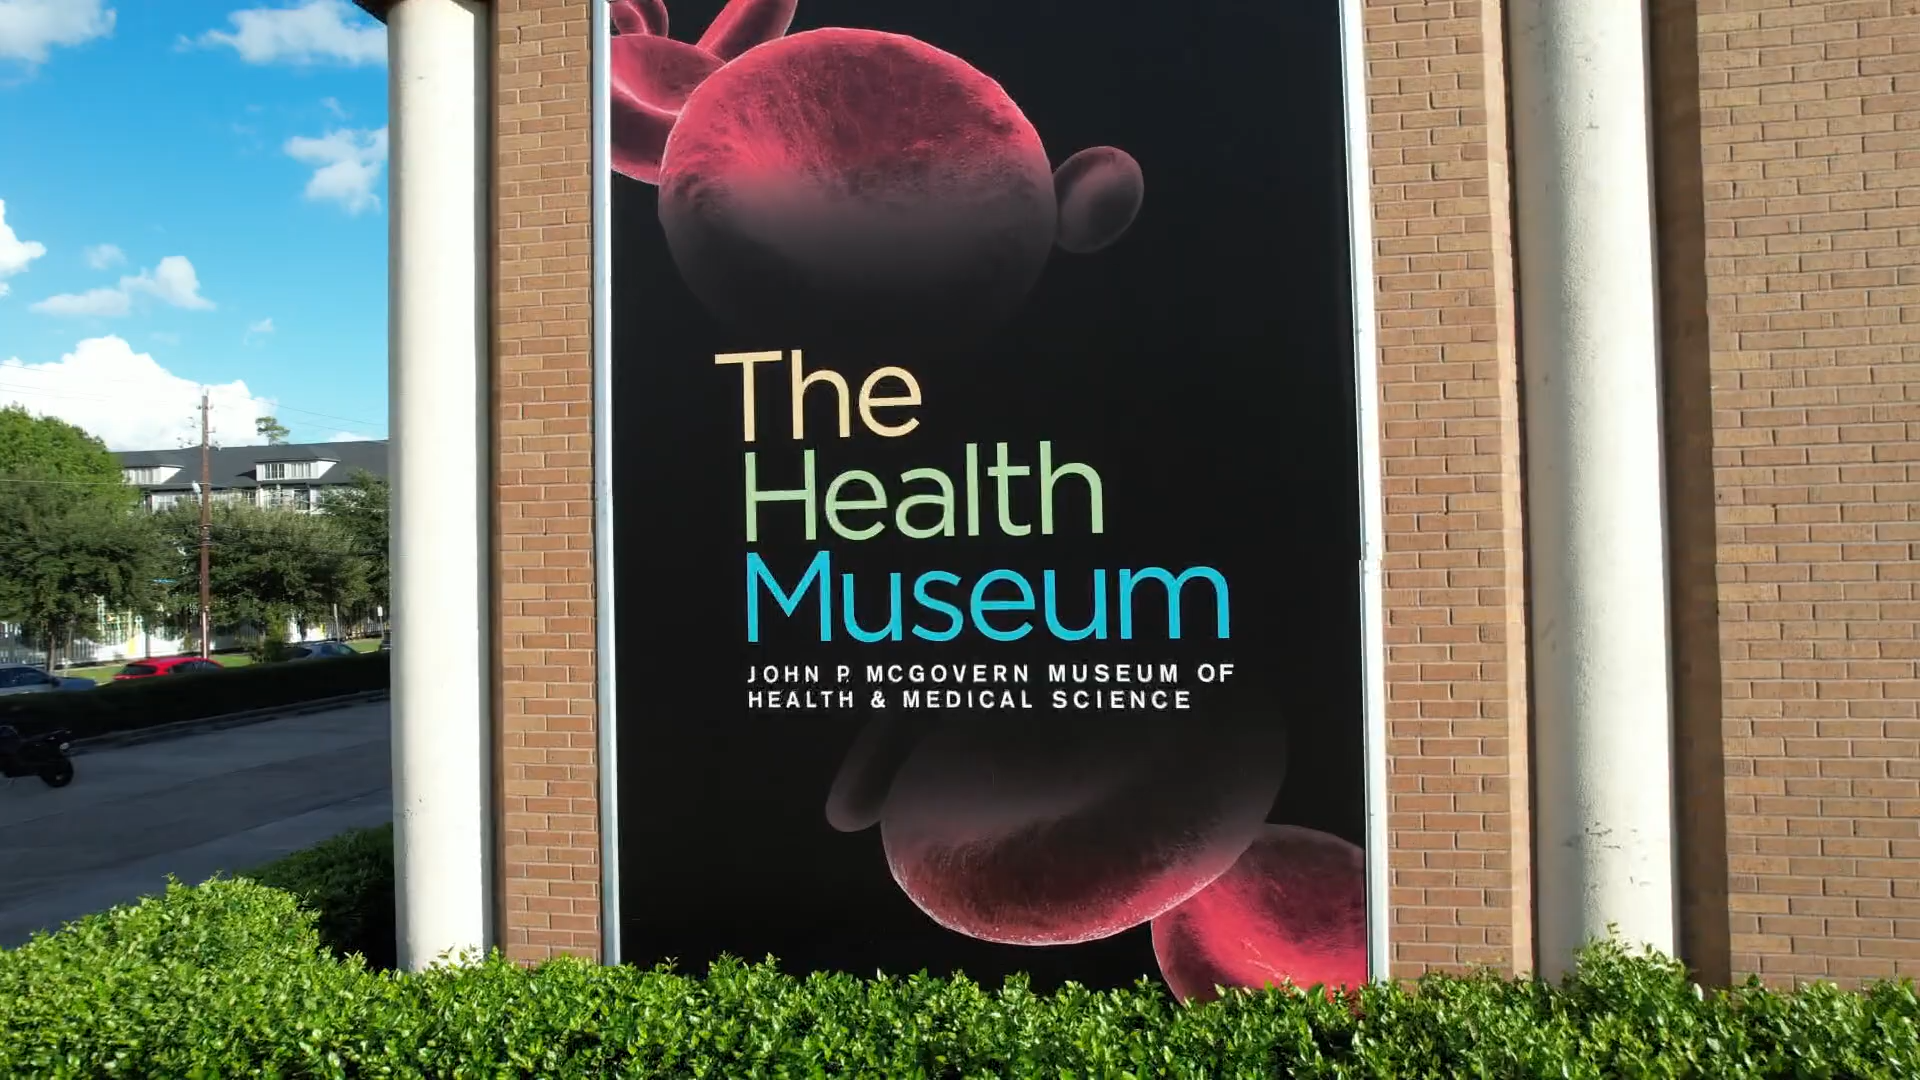 The
Health
Museum
JOHN P. MCGOVERN MUSEUM OF
HEALTH & MEDICAL SCIENCE